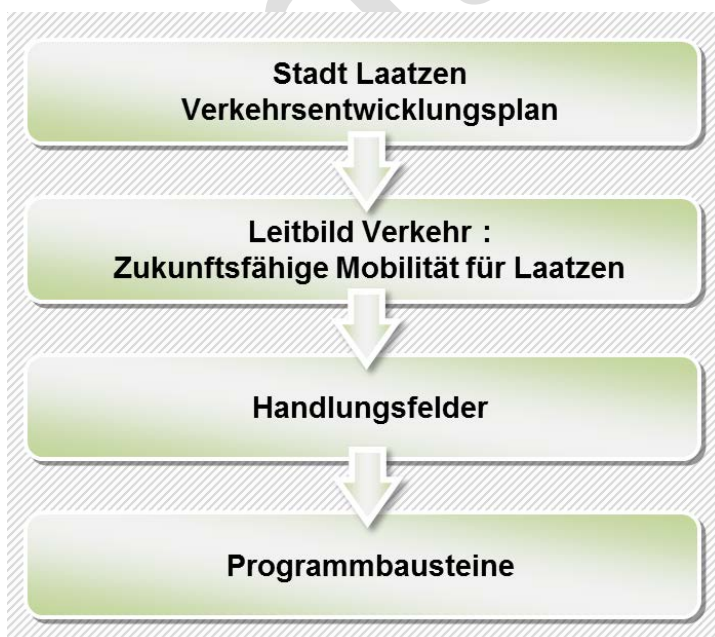 Stadt Laatzen
Verkehrsentwicklungsplan
Leitbild Verkehr :
Zukunftsfähige Mobilität für Laatzen
Handlungsfelder
Programmbausteine